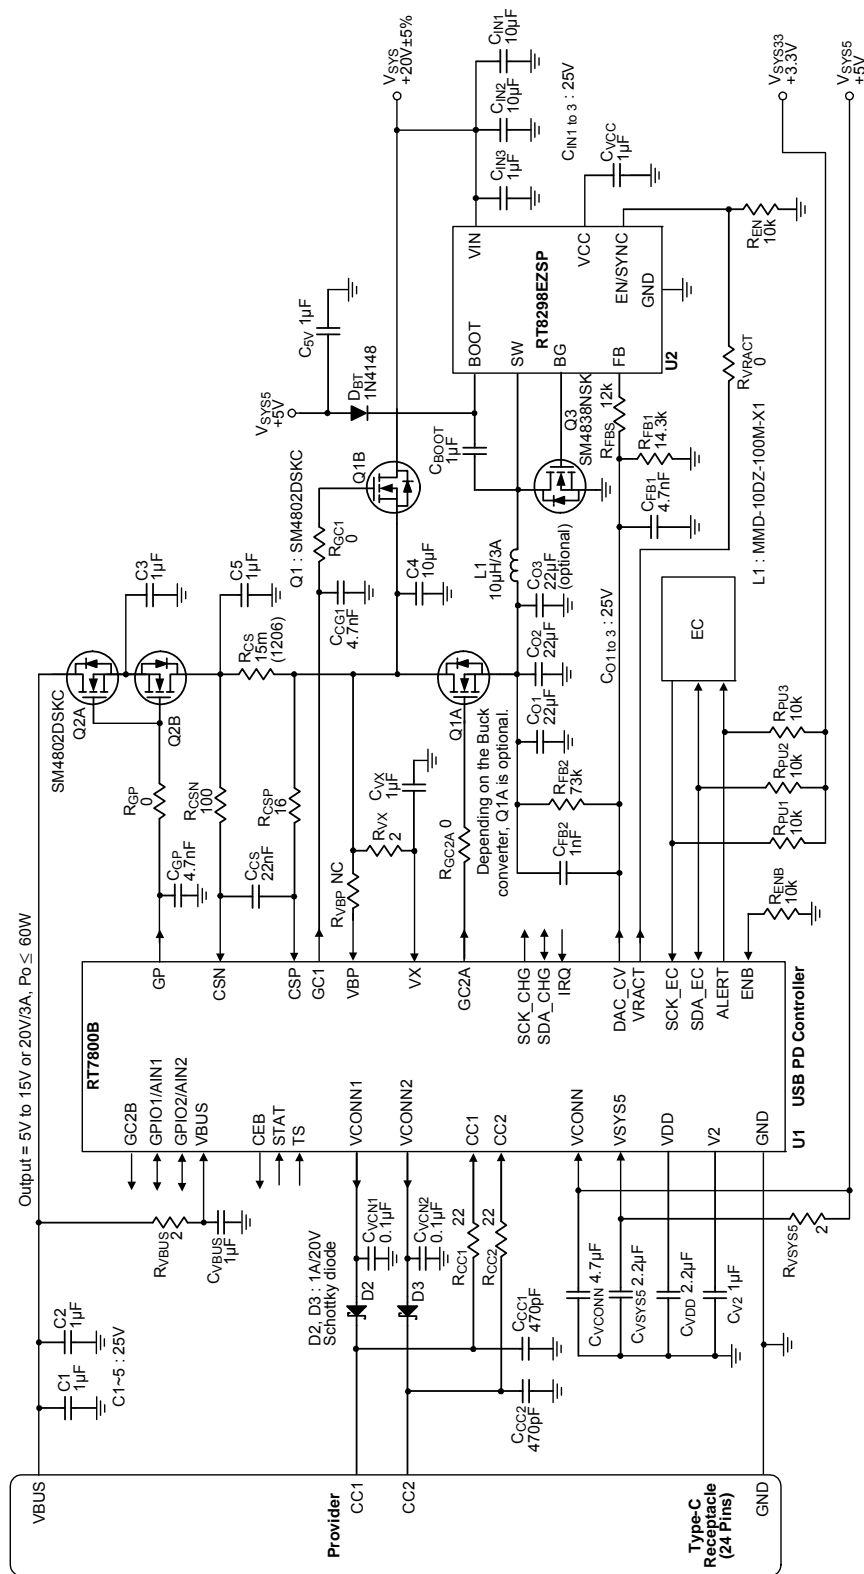 Output = 5V to 15V or 20V/3A, Po ≤ 60W
VBUS
Provider
CC1
CC2
Type-C
Receptacle
(24 Pins)
GND
C1
1µF
C2
1µF
C1~5 : 25V
RVBUS
2
CVBUS
1µF
D2, D3 : 1A/20V
Schottky diode
D2
D3
CVCN1
0.1µF
CVCN2
0.1µF
RCC1
22
RCC2
22
CCC1
470pF
CCC2
470pF
CVCONN 4.7µF
CVSYS5 2.2µF
CVDD 2.2µF
CV2 1µF
RVSYS5
2
RT7800B
GC2B
GPIO1/AIN1
GPIO2/AIN2
VBUS
CEB
STAT
TS
VCONN1
VCONN2
CC1
CC2
VCONN
VSYS5
VDD
V2
GND
U1
USB PD Controller
GP
CSN
CSP
GC1
VBP
VX
GC2A
SCK_CHG
SDA_CHG
IRQ
DAC_CV
VRACT
SCK_EC
SDA_EC
ALERT
ENB
CGP
4.7nF
RGP
0
SM4802DSKC
Q2A
Q2B
C3
1µF
C5
1µF
RCS
15m
(1206)
RCSN
100
CCS
22nF
RCSP
16
RVBP NC
RVX
2
CVX
1µF
RGC2A 0
Q1A
Depending on the Buck
converter, Q1A is optional.
CCG1
4.7nF
C4
10µF
RGC1
0
Q1 : SM4802DSKC
Q1B
VSYS5
+5V
C5V 1µF
DBT
1N4148
CBOOT
1µF
VSYS
+20V±5%
CIN1
10µF
CIN2
10µF
CIN3
1µF
CIN1 to 3 : 25V
CVCC
1µF
VIN
VCC
EN/SYNC
GND
BOOT
SW
BG
FB
RT8298EZSP
U2
REN
10k
RVRACT
0
Q3
SM4838NSK
RFBS
12k
RFB1
14.3k
CFB1
4.7nF
L1
10µH/3A
CO3
22µF
(optional)
CO2
22µF
CO1
22µF
CO1 to 3 : 25V
RFB2
73k
CFB2
1nF
L1 : MMD-10DZ-100M-X1
EC
RPU3
10k
RPU2
10k
RPU1
10k
RENB
10k
VSYS33
+3.3V
VSYS5
+5V